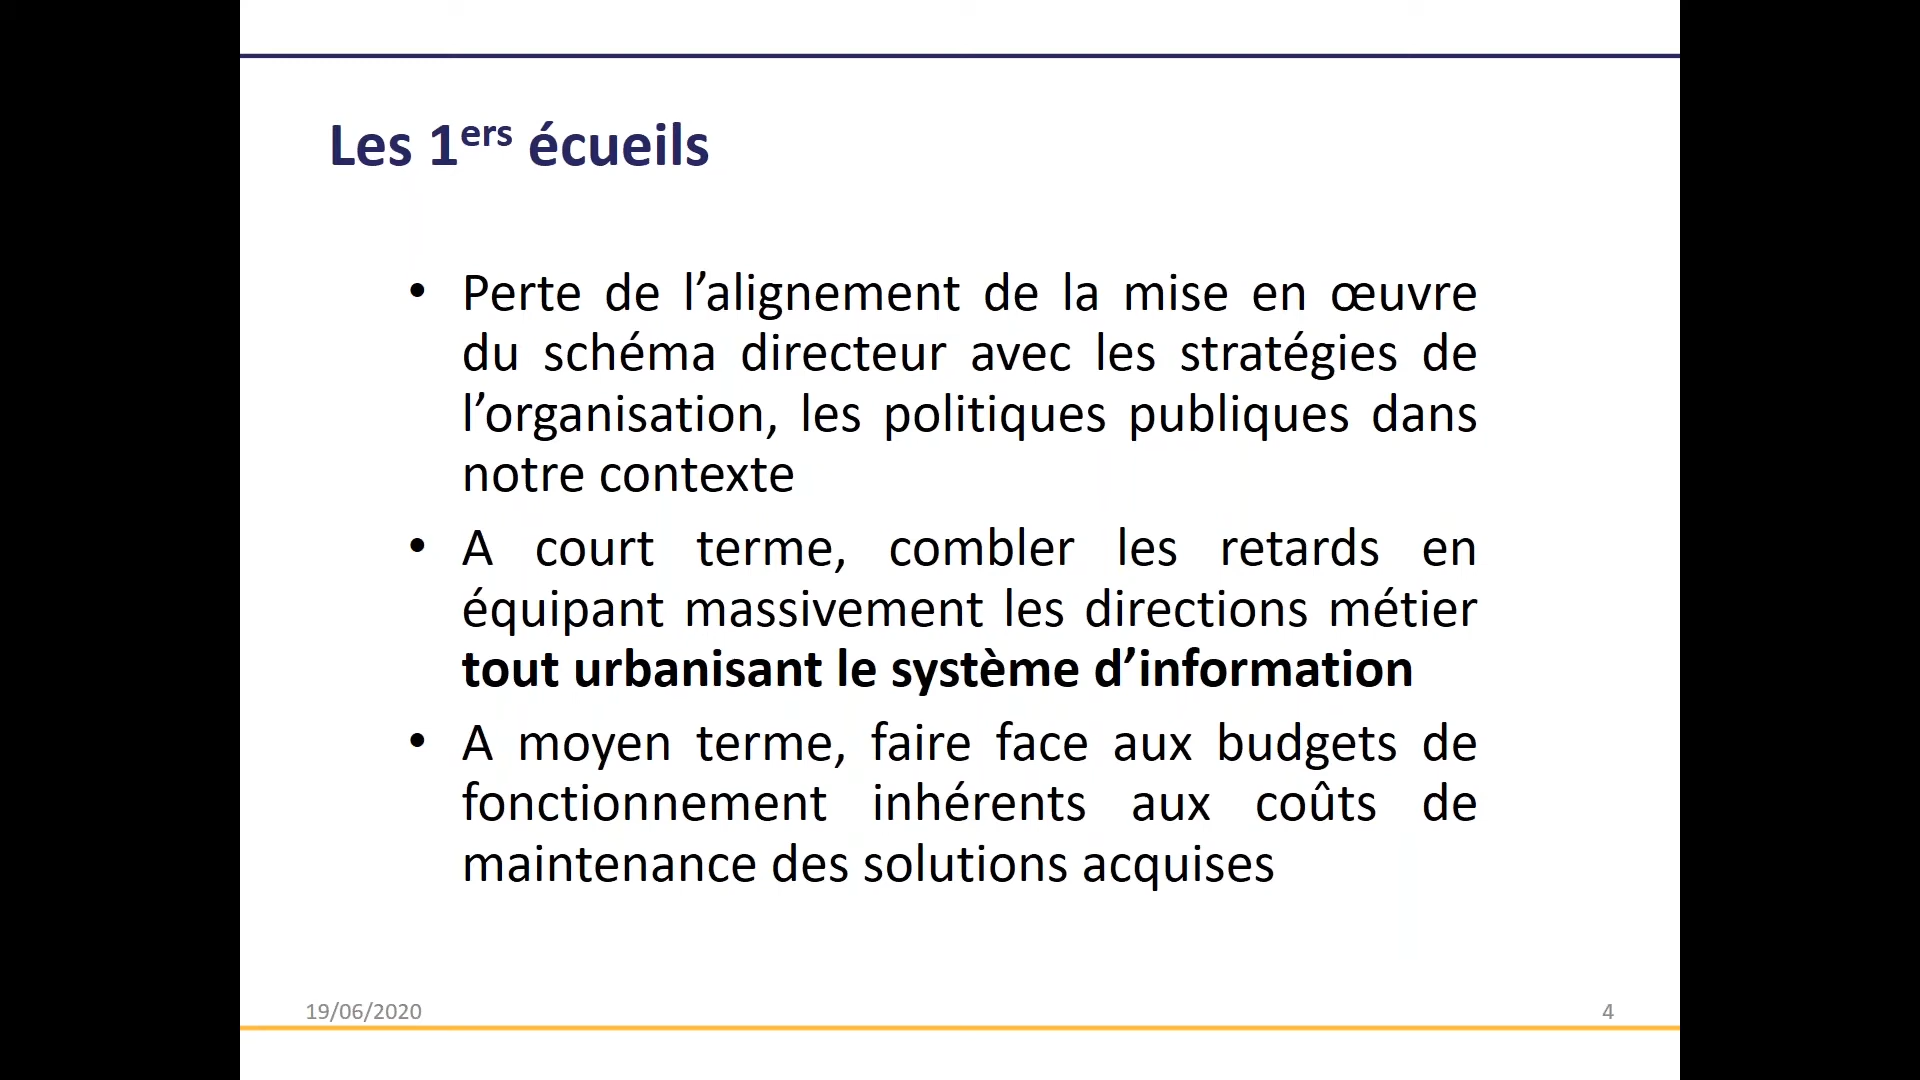 Les 1ers écueils
• Perte de l’alignement de la mise en œuvre
du schéma directeur avec les stratégies de
l’organisation, les politiques publiques dans
notre contexte
• A court terme, combler les retards en
équipant massivement les directions métier
tout urbanisant le système d’information
• A moyen terme, faire face aux budgets de
fonctionnement inhérents aux coûts de
maintenance des solutions acquises
19/06/2020
4